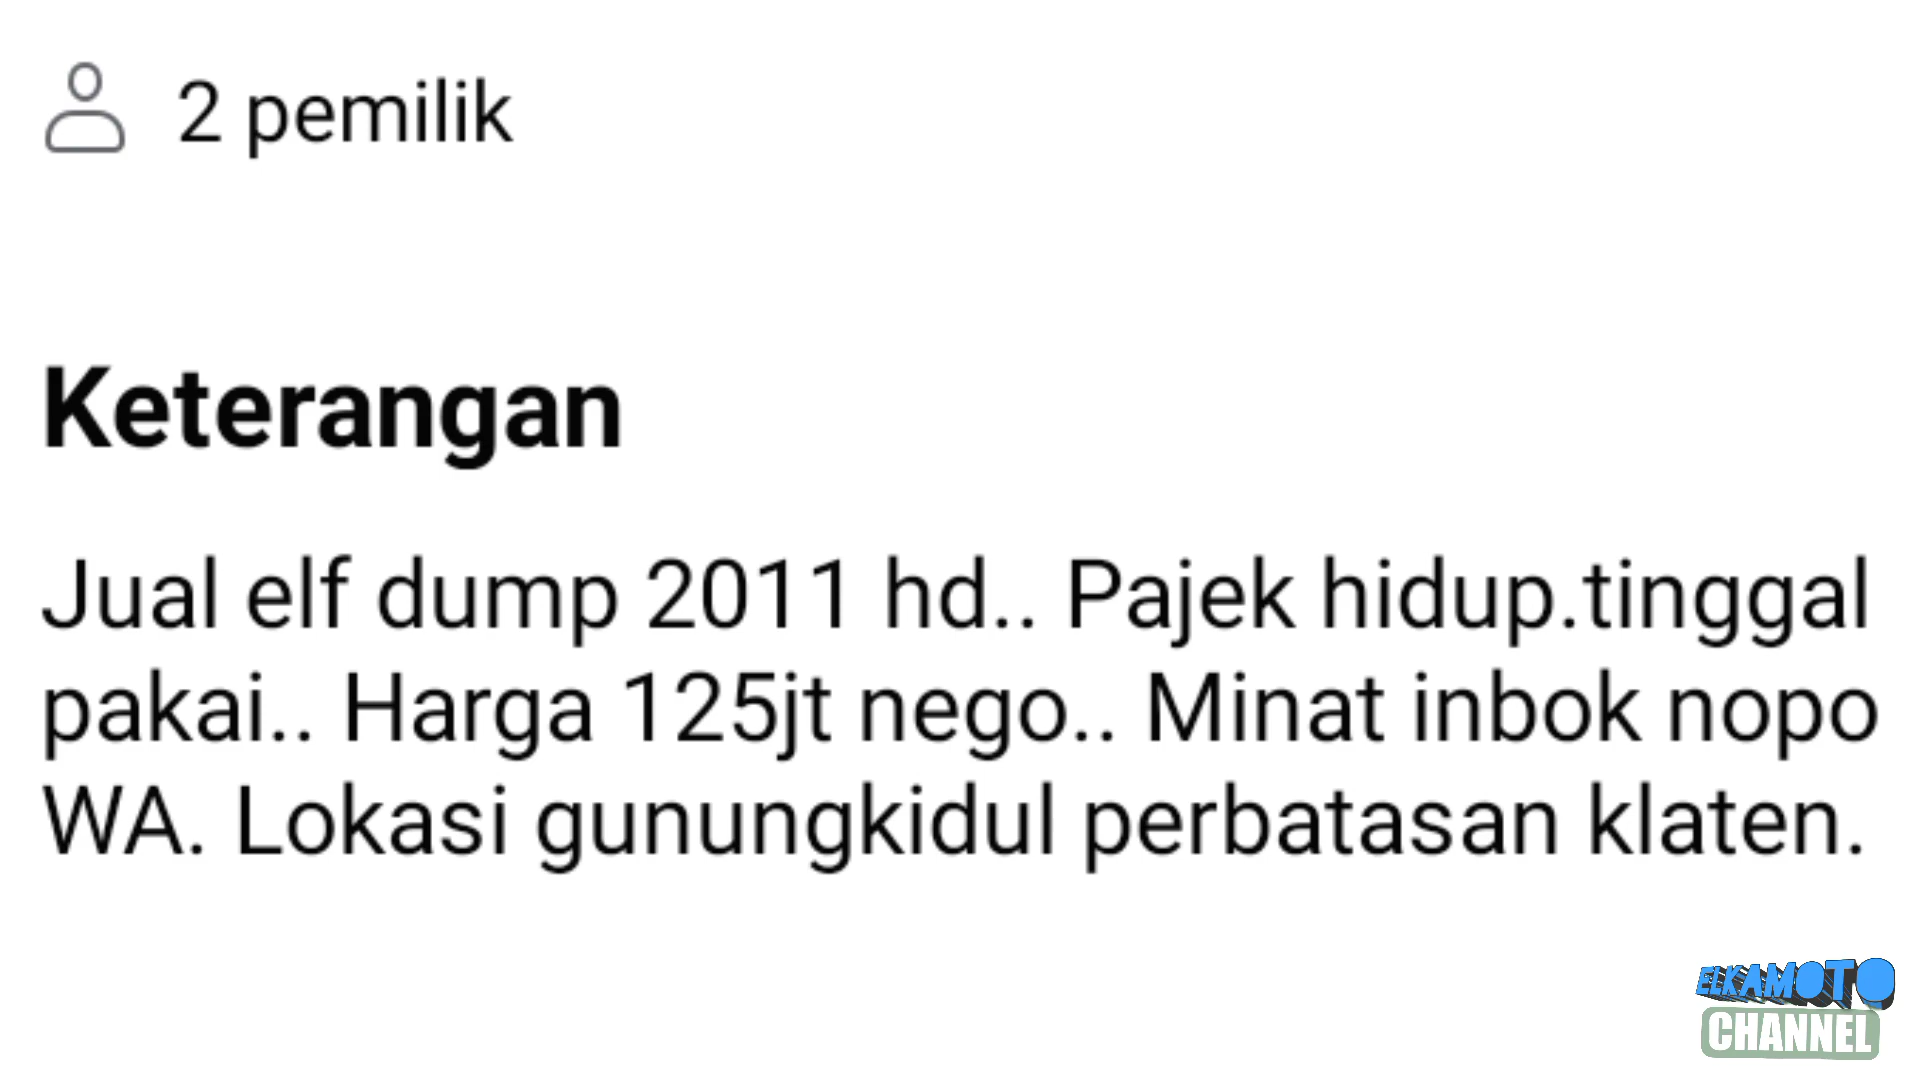 2 pemilik
Keterangan
Jual elf dump 2011 hd.. Pajek hidup.tinggal
pakai.. Harga 125jt nego.. Minat inbok nopo
WA. Lokasi gunungkidul perbatasan klaten.
ELKAMOTO
CHANNEL